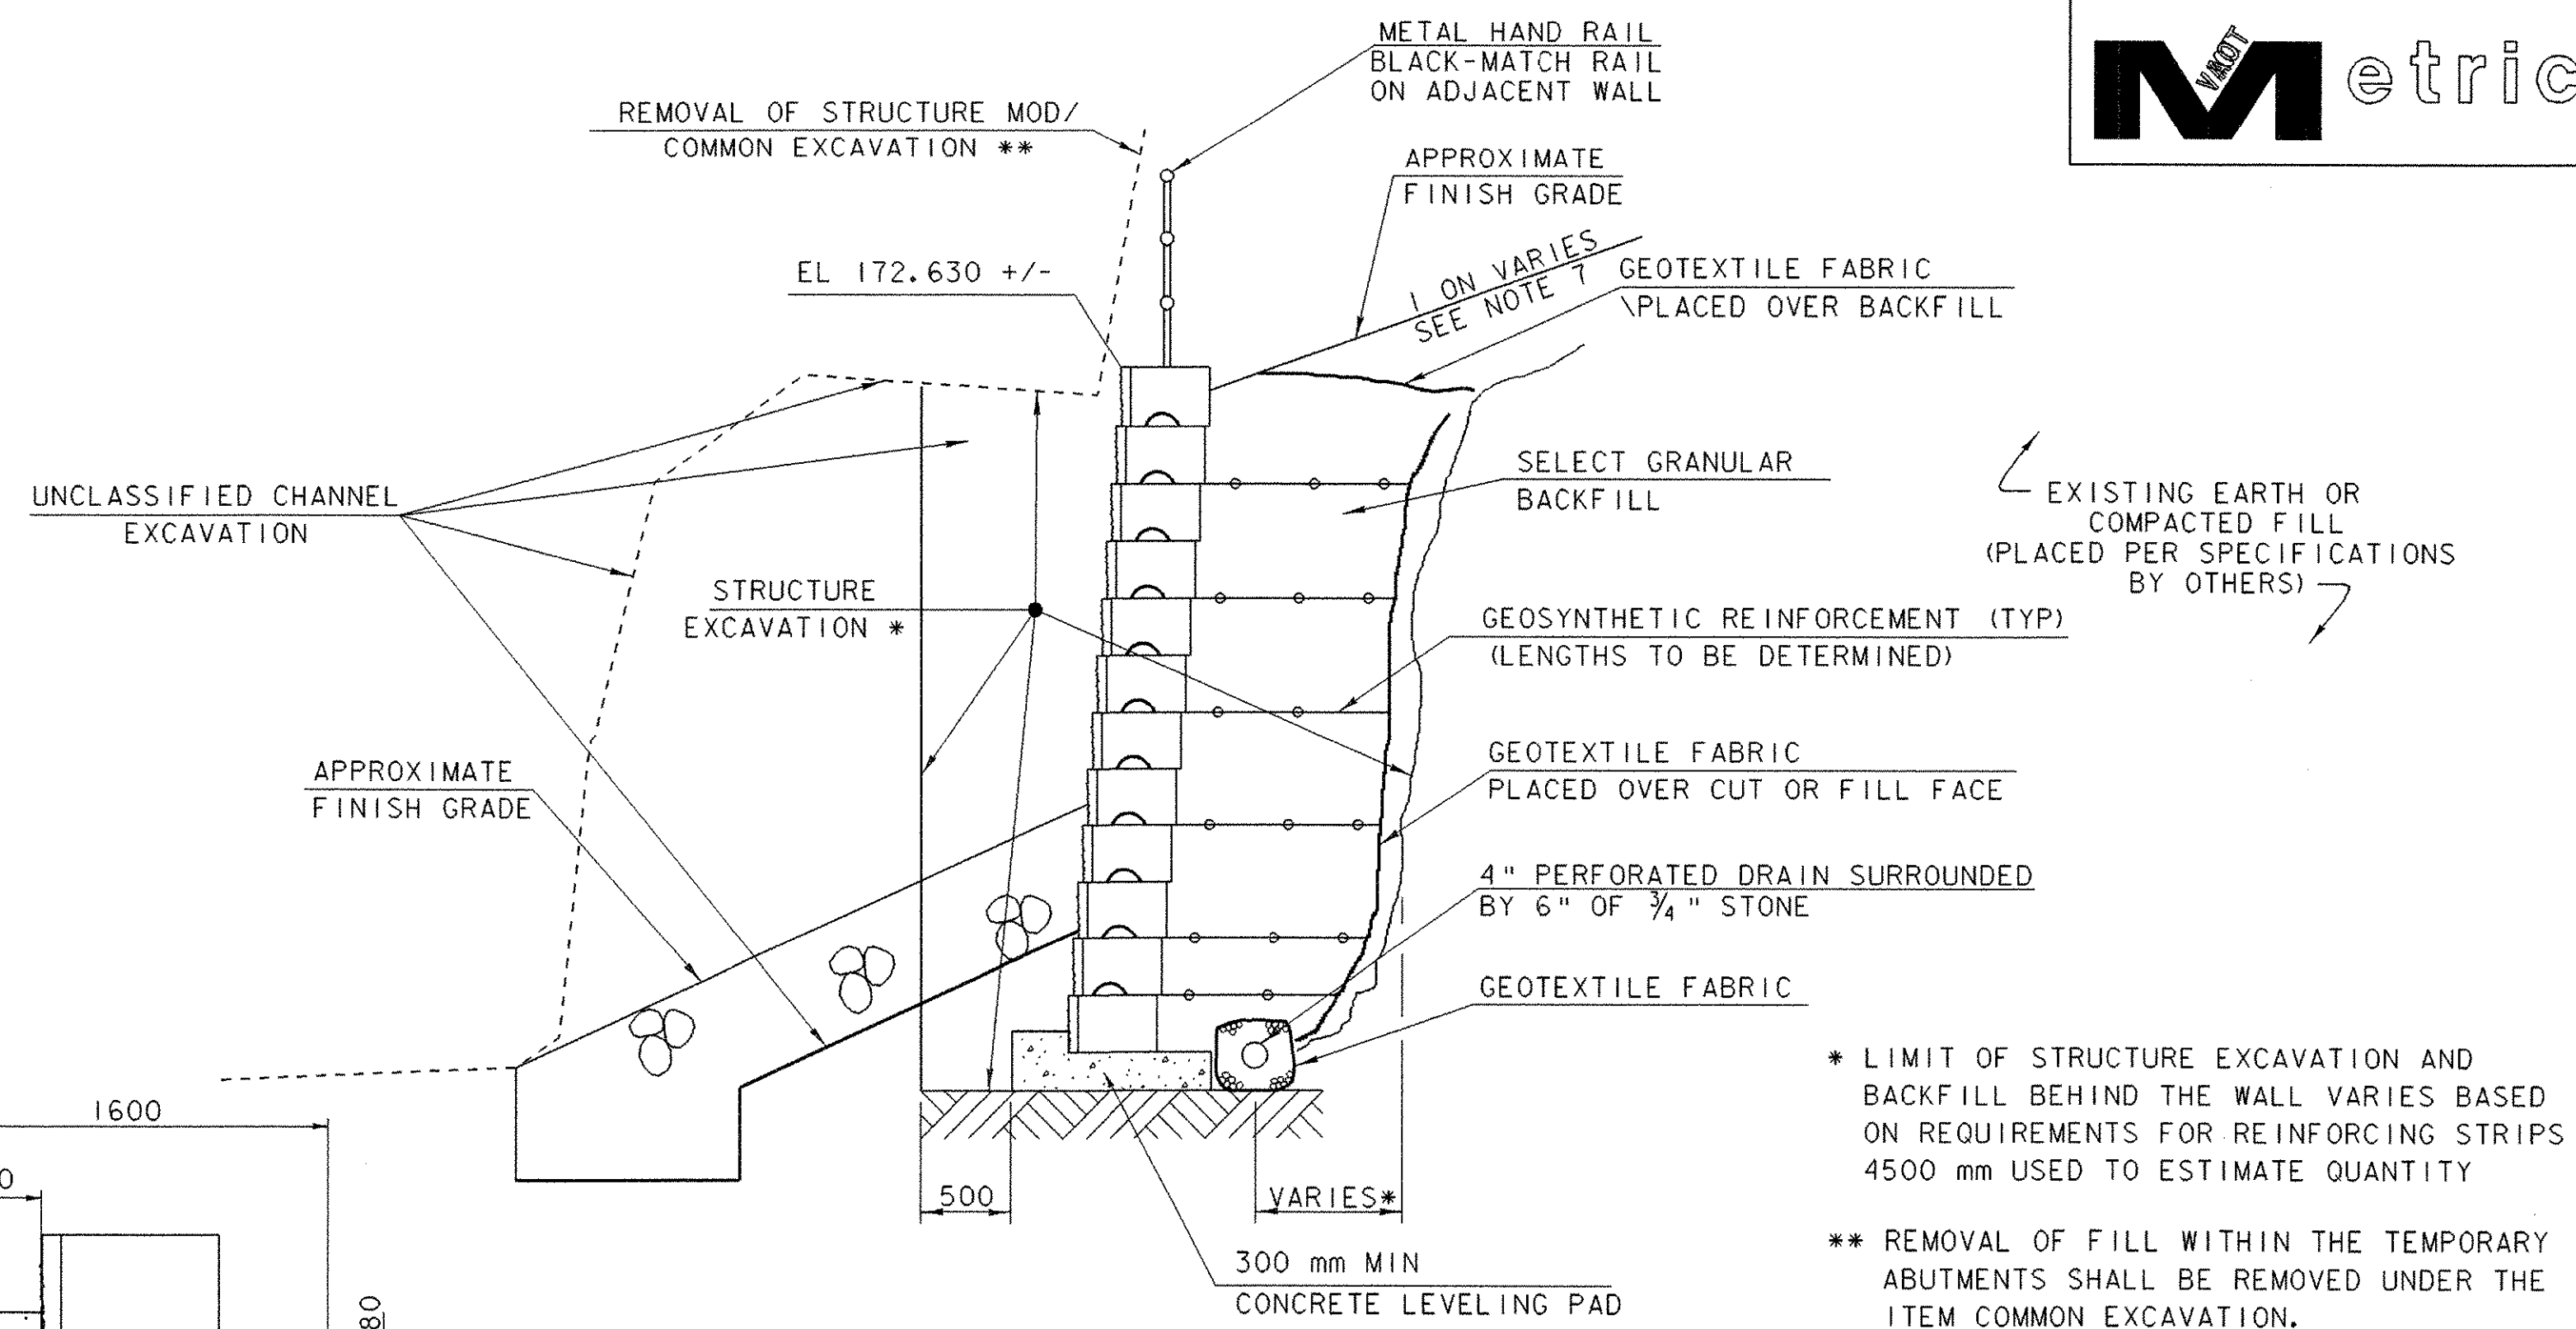 METAL HAND RAIL
BLACK-MATCH RAIL
ON ADJACENT WALL
VAOT
Metric
REMOVAL OF STRUCTURE MOD/
COMMON EXCAVATION **
APPROXIMATE
FINISH GRADE
1 ON VARIES
SEE NOTE 7
GEOTEXTILE FABRIC
\PLACED OVER BACKFILL
EL 172.630 +/-
SELECT GRANULAR
BACKFILL
UNCLASSIFIED CHANNEL
EXCAVATION
EXISTING EARTH OR
COMPACTED FILL
(PLACED PER SPECIFICATIONS
BY OTHERS)
STRUCTURE
EXCAVATION *
GEOSYNTHETIC REINFORCEMENT (TYP)
(LENGTHS TO BE DETERMINED)
GEOTEXTILE FABRIC
PLACED OVER CUT OR FILL FACE
APPROXIMATE
FINISH GRADE
4" PERFORATED DRAIN SURROUNDED
BY 6" OF 3/4" STONE
GEOTEXTILE FABRIC
* LIMIT OF STRUCTURE EXCAVATION AND
BACKFILL BEHIND THE WALL VARIES BASED
ON REQUIREMENTS FOR REINFORCING STRIPS
4500 mm USED TO ESTIMATE QUANTITY
1600
0
500
VARIES*
300 mm MIN
CONCRETE LEVELING PAD
80
** REMOVAL OF FILL WITHIN THE TEMPORARY
ABUTMENTS SHALL BE REMOVED UNDER THE
ITEM COMMON EXCAVATION.